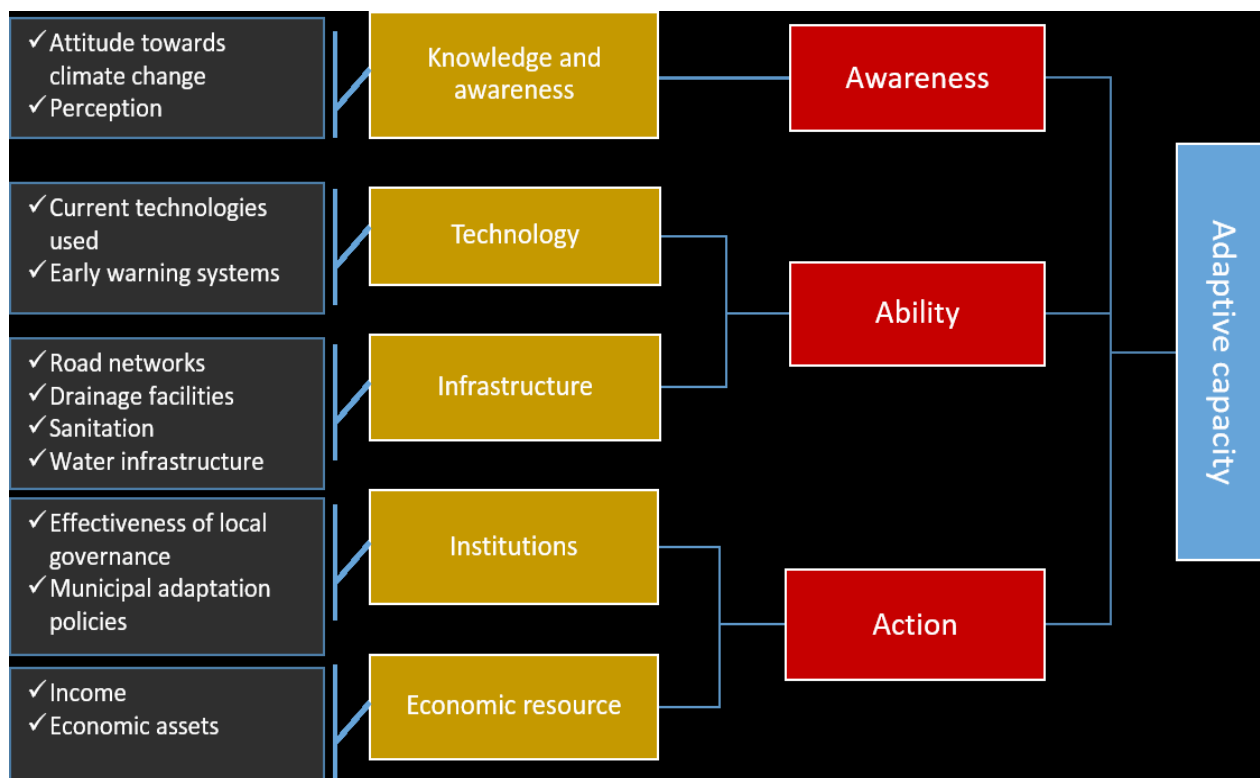 ✓Attitude towards
climate change
✓Perception
Knowledge and
awareness
Awareness
✓Current technologies
used
✓Early warning systems
Technology
Ability
✓Road networks
✓Drainage facilities
✓Sanitation
✓Water infrastructure
Infrastructure
✓Effectiveness of local
governance
✓Municipal adaptation
policies
Institutions
Action
✓Income
✓Economic assets
Economic resource
Adaptive capacity